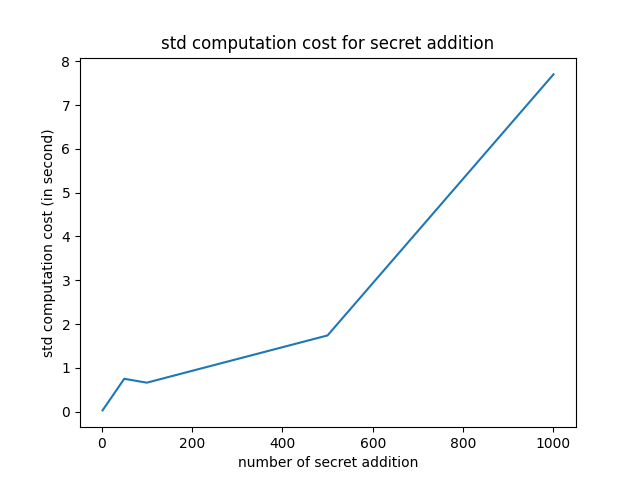 std computation cost for secret addition
8
7
6
5
4
3
2
1
0
std computation cost (in second)
0 200 400 600 800 1000
number of secret addition